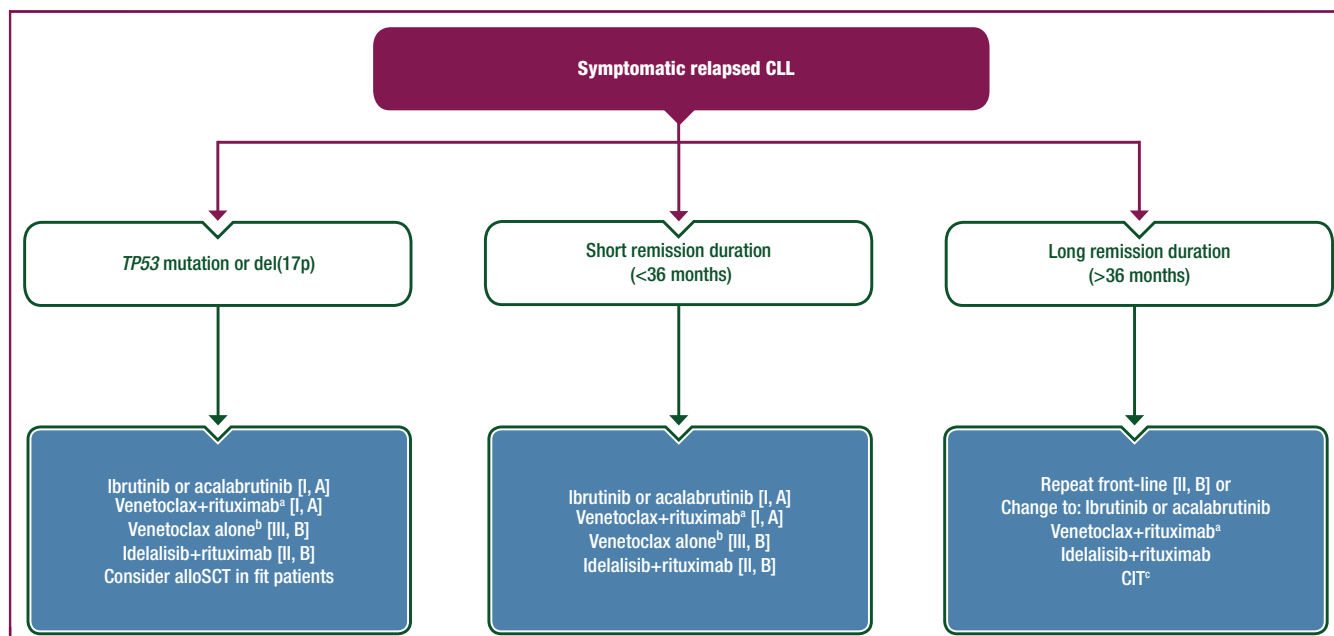 Symptomatic relapsed CLL
TP53 mutation or del(17p)
Short remission duration
(<36 months)
Long remission duration
(>36 months)
Ibrutinib or acalabrutinib [I, A]
Venetoclax+rituximabᵃ [I, A]
Venetoclax aloneᵇ [III, B]
Idelalisib+rituximab [II, B]
Consider alloSCT in fit patients
Ibrutinib or acalabrutinib [I, A]
Venetoclax+rituximabᵃ [I, A]
Venetoclax aloneᵇ [III, B]
Idelalisib+rituximab [II, B]
Repeat front-line [II, B] or
Change to: Ibrutinib or acalabrutinib
Venetoclax+rituximabᵃ
Idelalisib+rituximab
CITᶜ